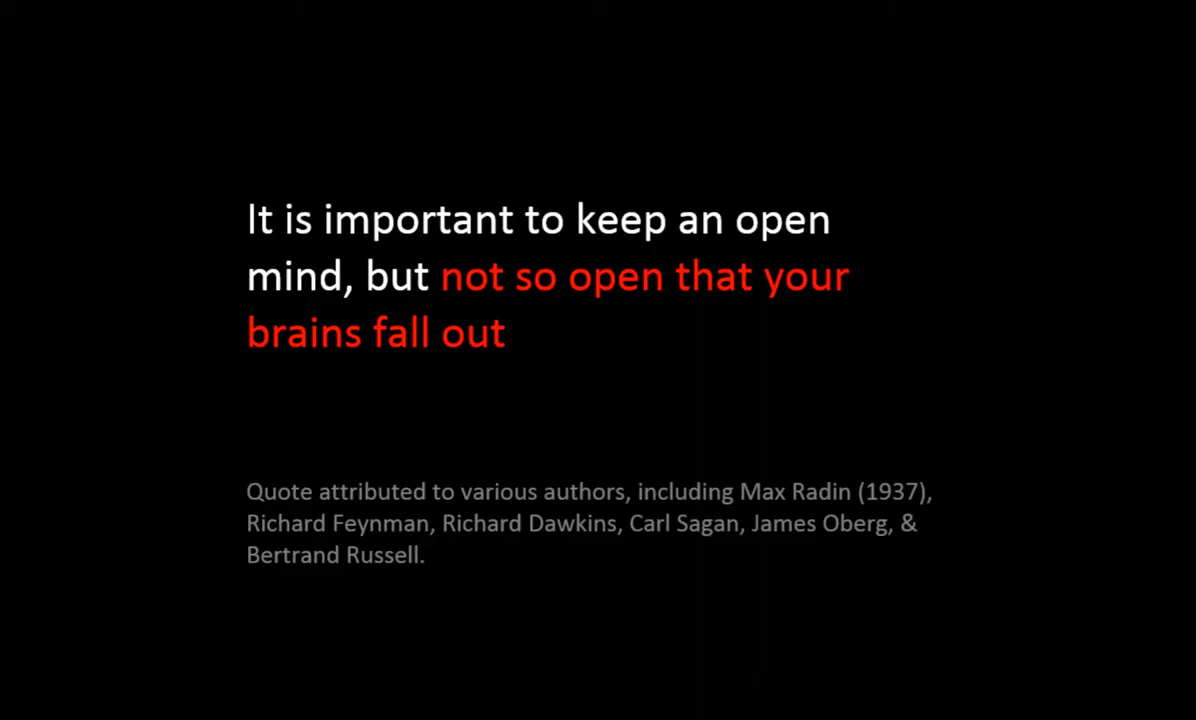 It is important to keep an open
mind, but not so open that your
brains fall out
Quote attributed to various authors, including Max Radin (1937),
Richard Feynman, Richard Dawkins, Carl Sagan, James Oberg, &
Bertrand Russell.